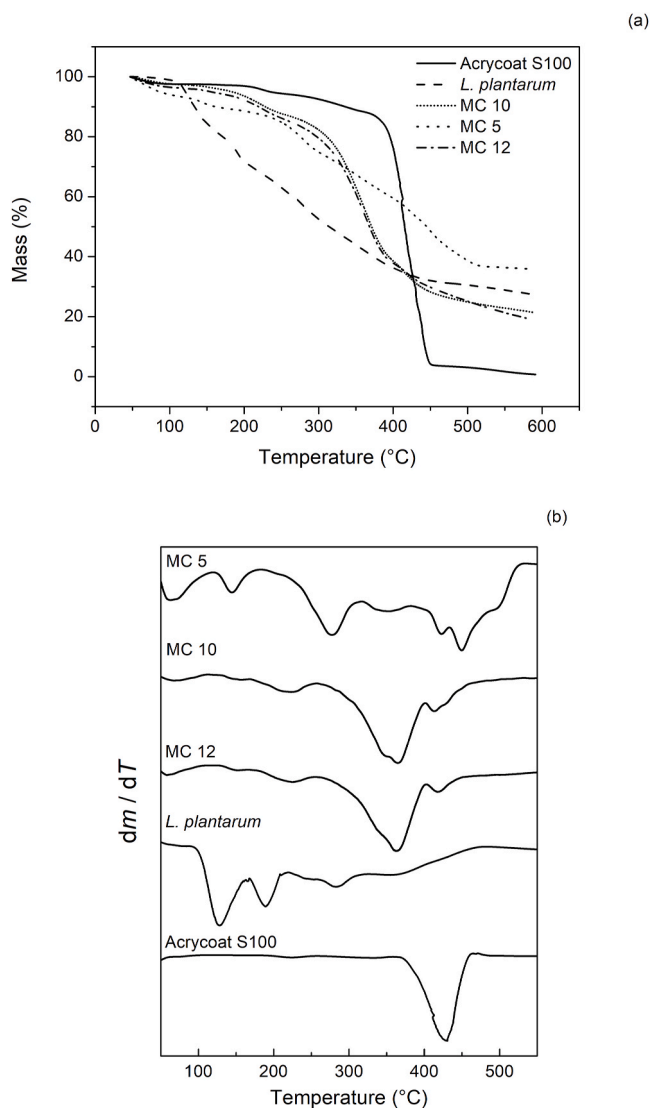 (a)
Acrycoat S100
L. plantarum
MC 10
MC 5
MC 12
100
80
60
40
20
0
Mass (%)
0 100 200 300 400 500 600
Temperature (°C)
(b)
MC 5
MC 10
MC 12
L. plantarum
Acrycoat S100
dm / dT
100 200 300 400 500
Temperature (°C)